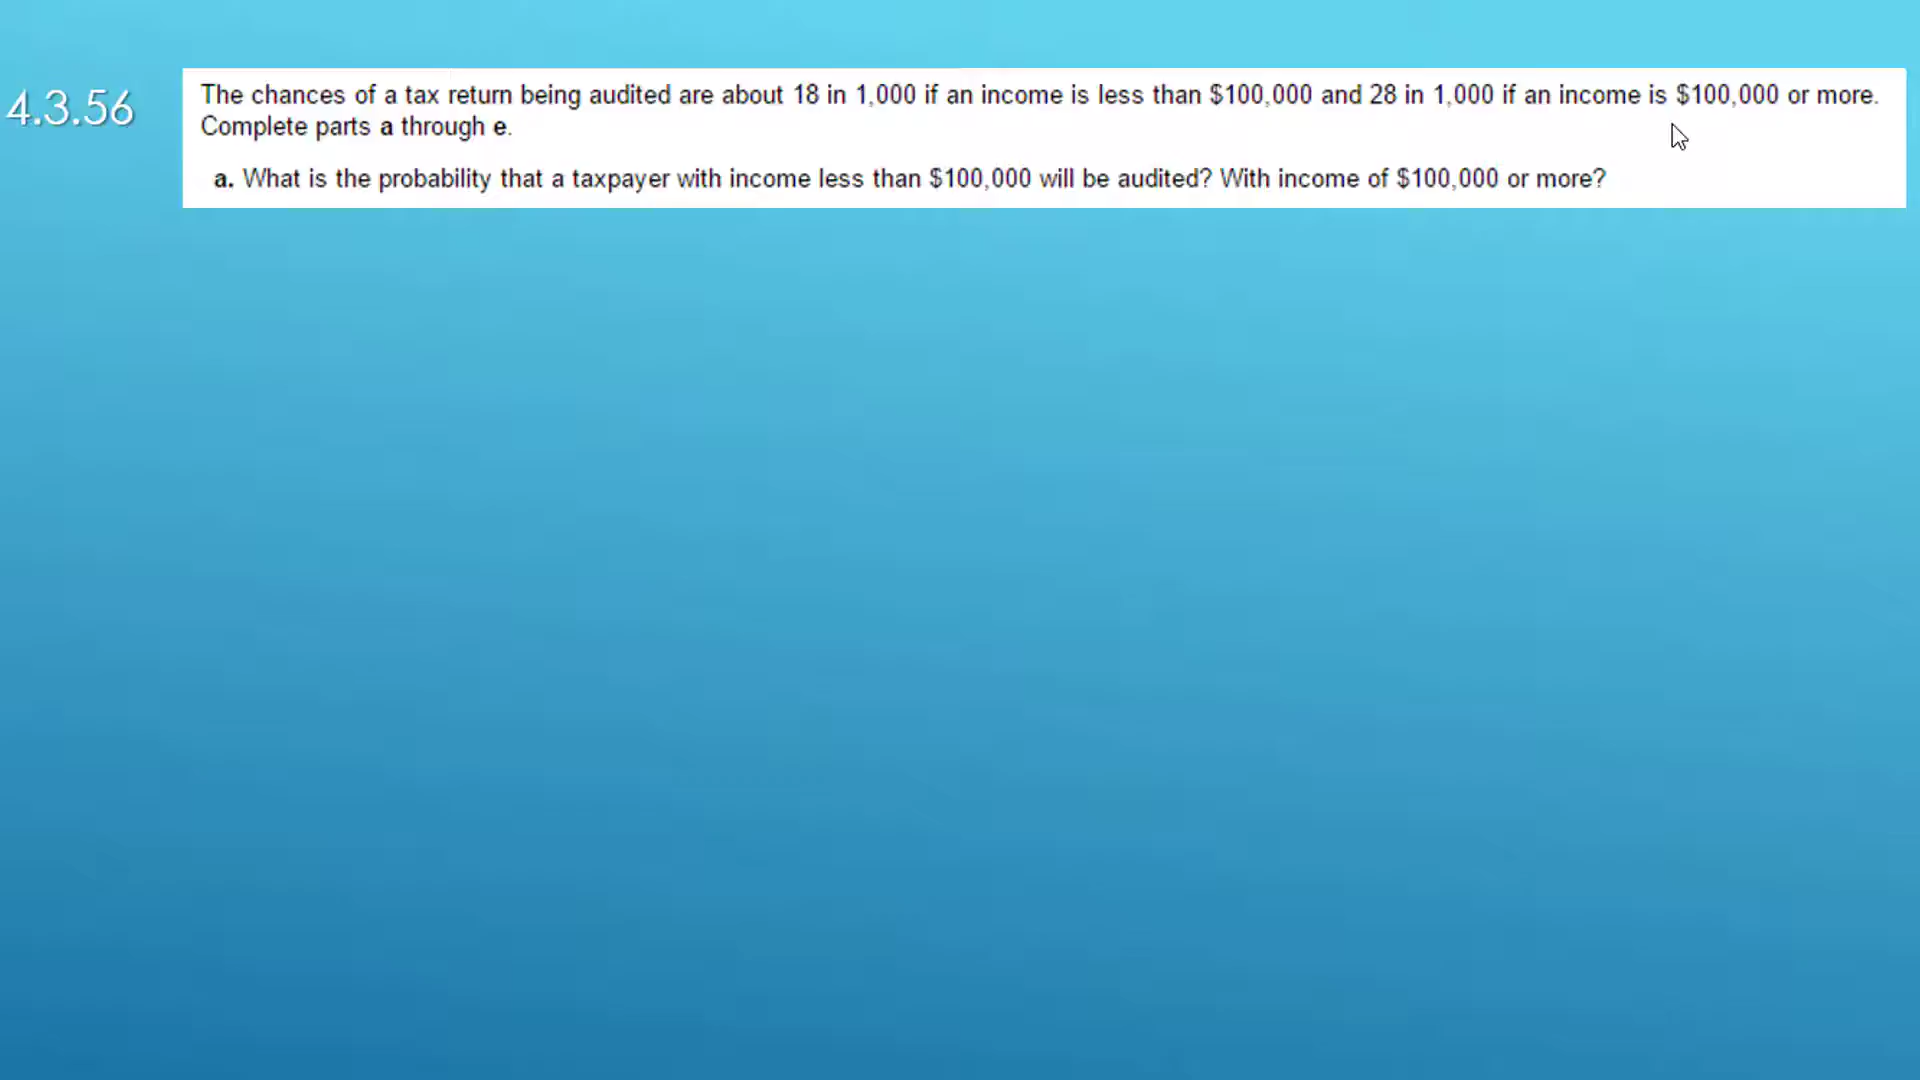 4.3.56
The chances of a tax return being audited are about 18 in 1,000 if an income is less than $100,000 and 28 in 1,000 if an income is $100,000 or more.
Complete parts a through e.
a. What is the probability that a taxpayer with income less than $100,000 will be audited? With income of $100,000 or more?